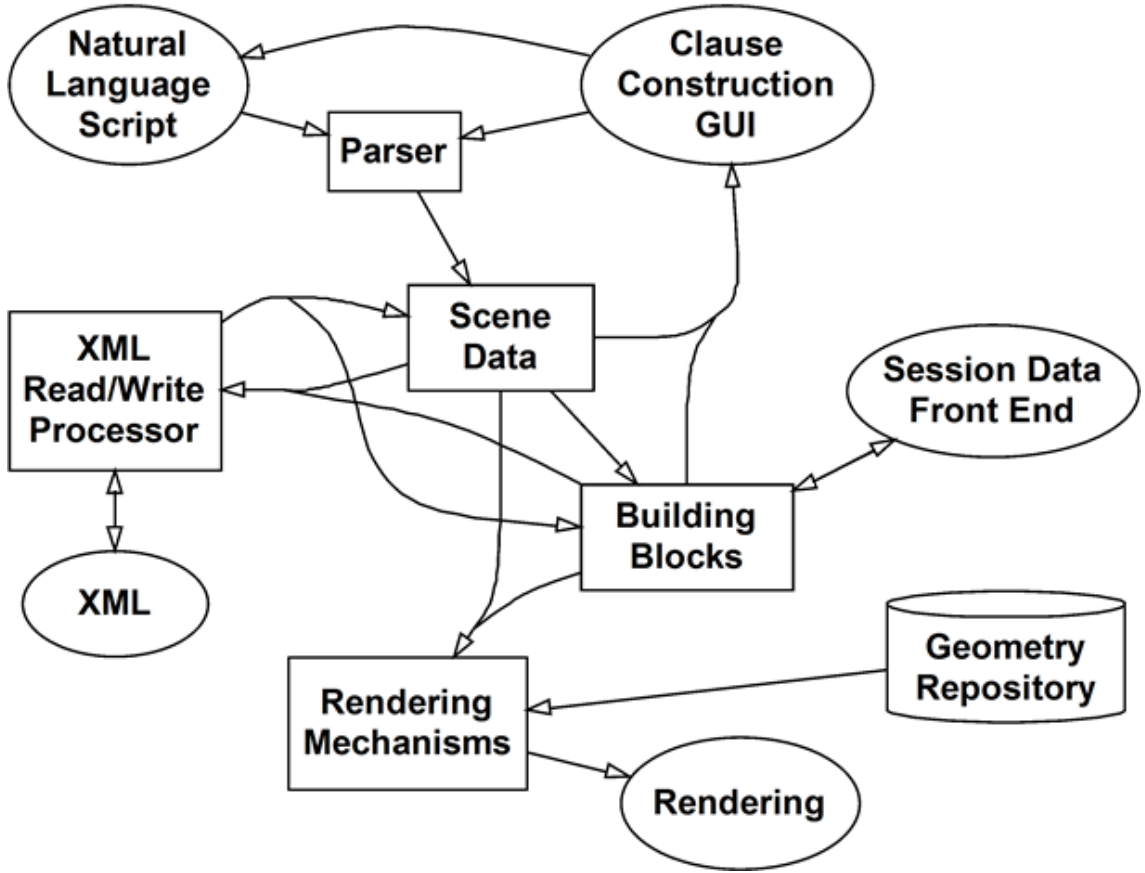 Natural
Language
Script
Clause
Construction
GUI
Parser
Scene
Data
XML
Read/Write
Processor
Session Data
Front End
Building
Blocks
XML
Geometry
Repository
Rendering
Mechanisms
Rendering